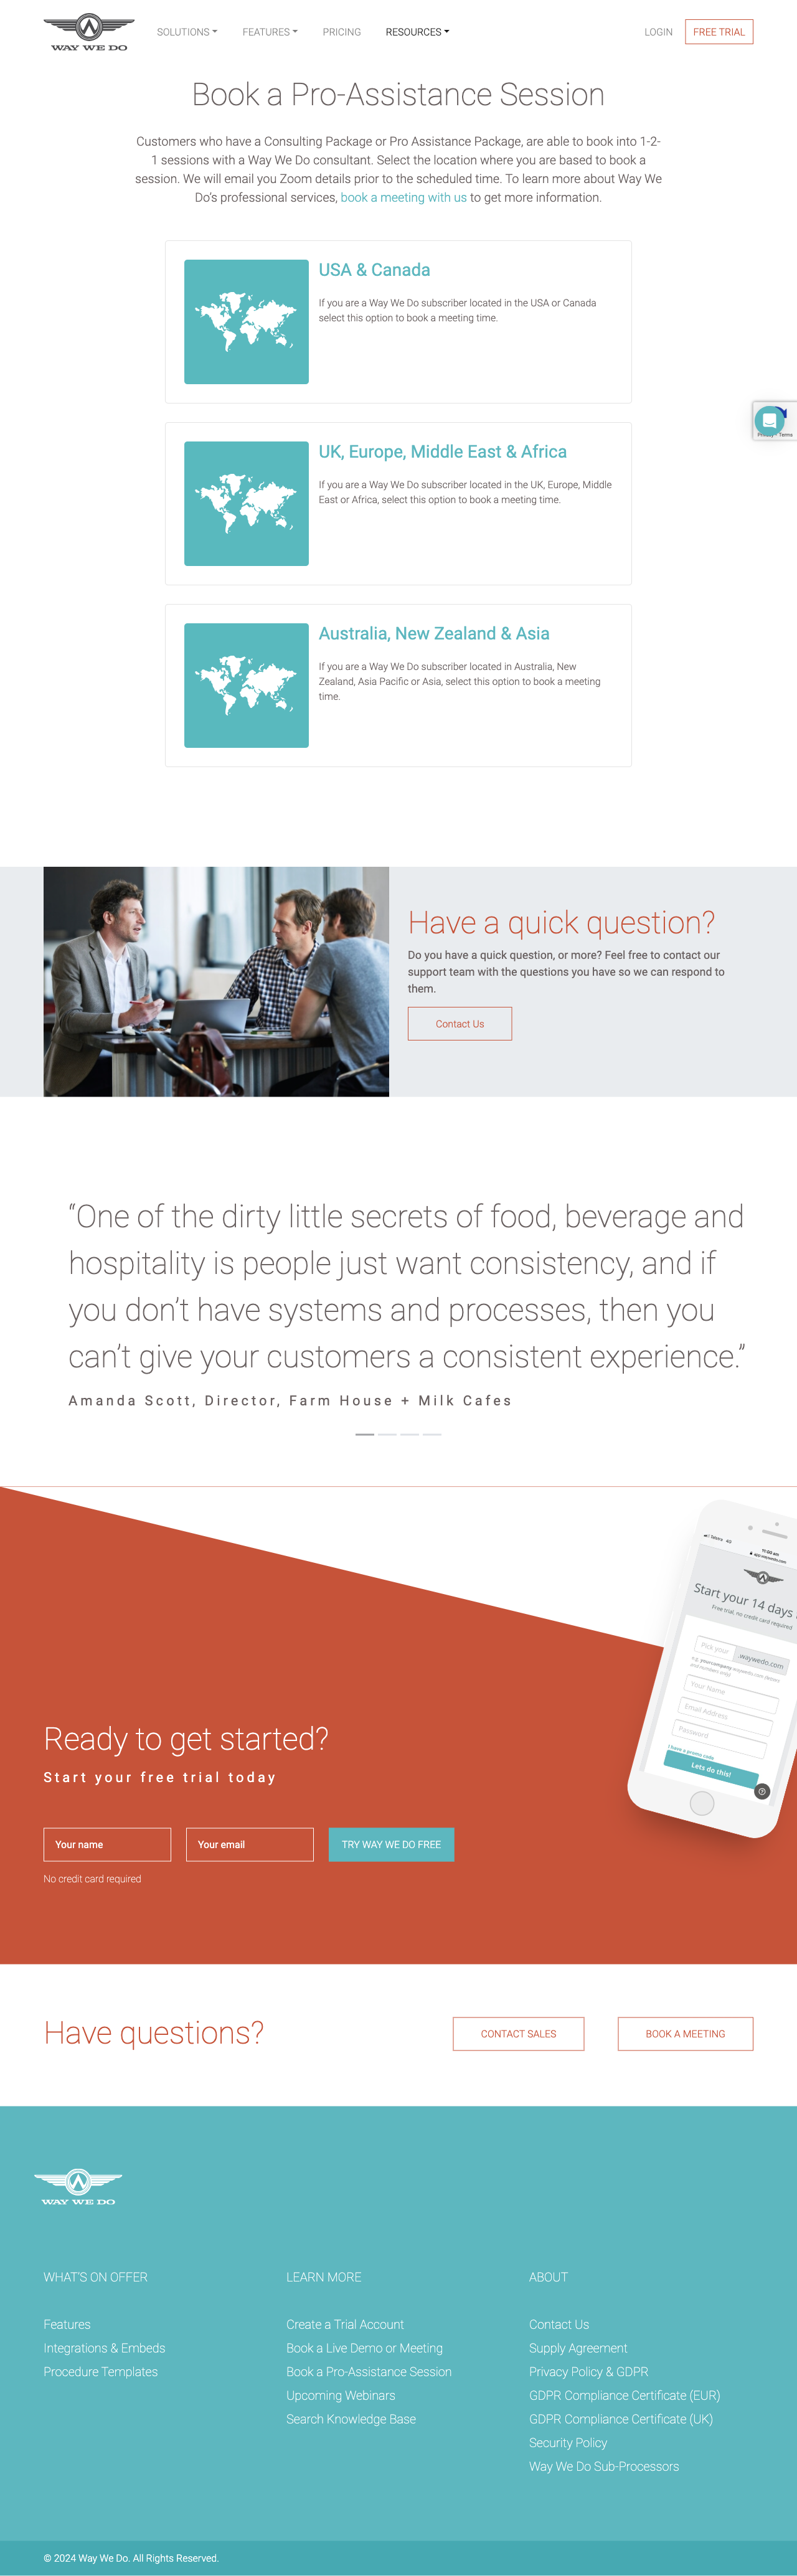 WAY WE DO
SOLUTIONS
FEATURES
PRICING
RESOURCES
LOGIN
FREE TRIAL
Book a Pro-Assistance Session
Customers who have a Consulting Package or Pro Assistance Package, are able to book into 1-2-
1 sessions with a Way We Do consultant. Select the location where you are based to book a
session. We will email you Zoom details prior to the scheduled time. To learn more about Way We
Do’s professional services, book a meeting with us to get more information.
USA & Canada
If you are a Way We Do subscriber located in the USA or Canada
select this option to book a meeting time.
Terms
UK, Europe, Middle East & Africa
If you are a Way We Do subscriber located in the UK, Europe, Middle
East or Africa, select this option to book a meeting time.
Australia, New Zealand & Asia
If you are a Way We Do subscriber located in Australia, New
Zealand, Asia Pacific or Asia, select this option to book a meeting
time.
Have a quick question?
Do you have a quick question, or more? Feel free to contact our
support team with the questions you have so we can respond to
them.
Contact Us
“One of the dirty little secrets of food, beverage and
hospitality is people just want consistency, and if
you don’t have systems and processes, then you
can’t give your customers a consistent experience.”
Amanda Scott, Director, Farm House + Milk Cafes
Start your 14 days
Free trial, no credit card required
Pick your
.waywedo.com
Your Name
Email Address
Password
I have a promo code
Lets do this!
Ready to get started?
Start your free trial today
Your name
Your email
TRY WAY WE DO FREE
No credit card required
Have questions?
CONTACT SALES
BOOK A MEETING
WAY WE DO
WHAT’S ON OFFER
Features
Integrations & Embeds
Procedure Templates
LEARN MORE
Create a Trial Account
Book a Live Demo or Meeting
Book a Pro-Assistance Session
Upcoming Webinars
Search Knowledge Base
ABOUT
Contact Us
Supply Agreement
Privacy Policy & GDPR
GDPR Compliance Certificate (EUR)
GDPR Compliance Certificate (UK)
Security Policy
Way We Do Sub-Processors
© 2024 Way We Do. All Rights Reserved.